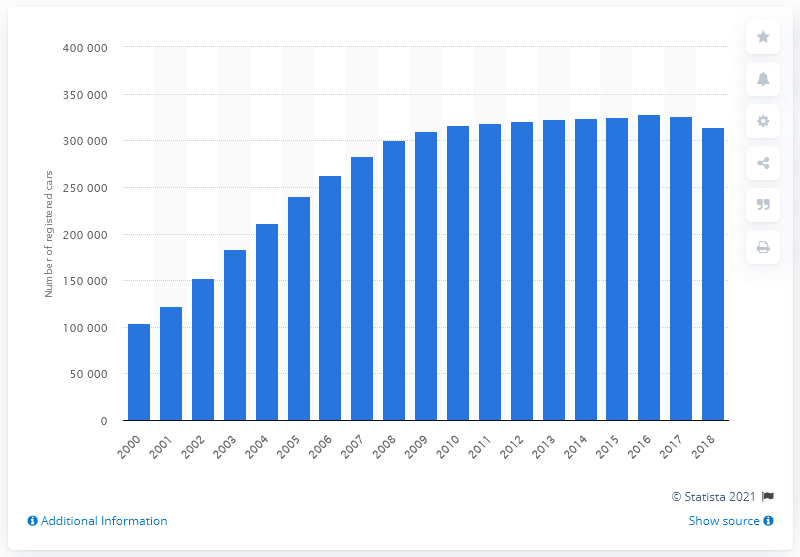 400 000
350 000
300 000
250 000
200 000
150 000
100 000
50 000
0
Number of registered cars
2000 2001 2002 2003 2004 2005 2006 2007 2008 2009 2010 2011 2012 2013 2014 2015 2016 2017 2018
© Statista 2021
Additional Information Show source